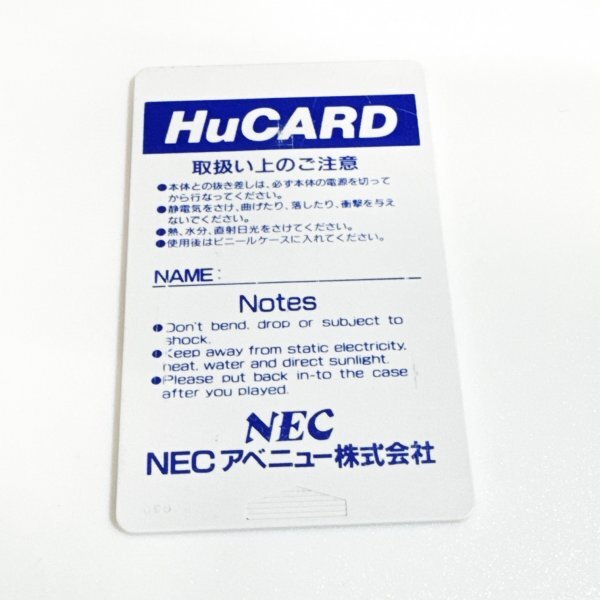 HuCARD
取扱い上のご注意
●本体との抜き差しは、必ず本体の電源を切って
から行なってください。
●静電気をさけ、曲げたり、落したり、衝撃を与え
ないでください。
●熱、水分、直射日光をさけてください。
●使用後はビニールケースに入れてください。
NAME:
Notes
●Don't bend, drop or subject to
shock.
●Keep away from static electricity,
heat, water and direct sunlight.
●Please put back in-to the case
after you played.
NEC
NECアベニュー株式会社